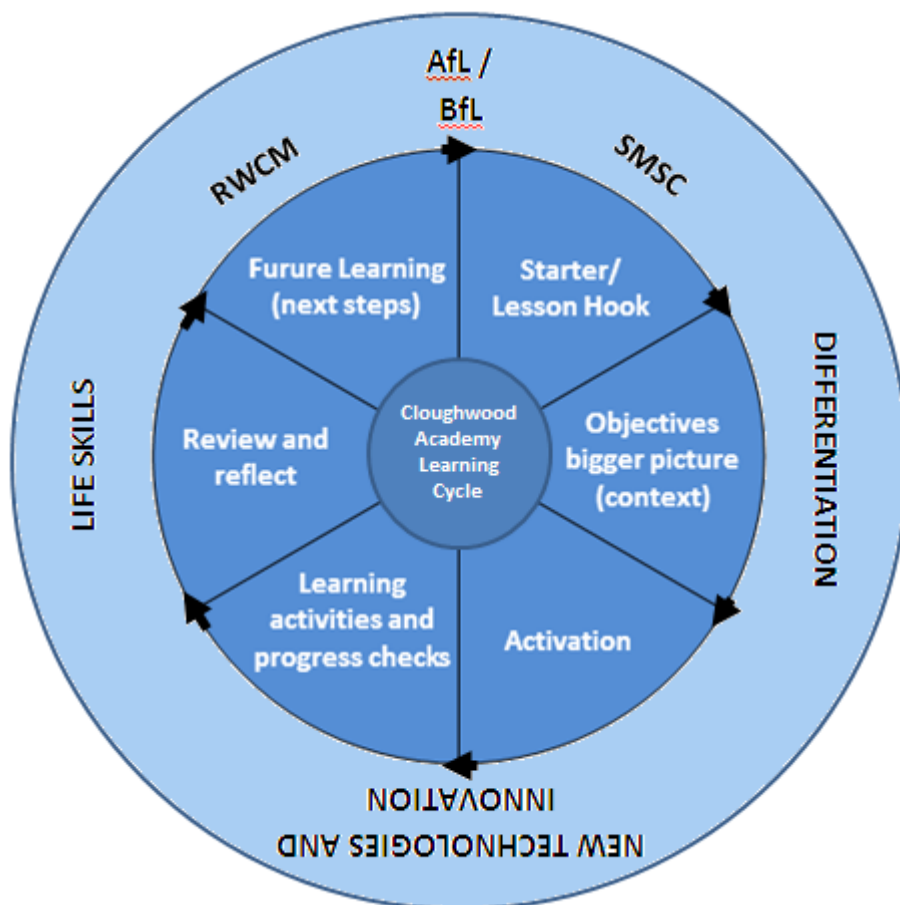 AfL /
BfL
SMSC
DIFFERENTIATION
NEW TECHNOLOGIES AND
INNOVATION
LIFE SKILLS
RWCM
Starter/
Lesson Hook
Objectives
bigger picture
(context)
Activation
Learning
activities and
progress checks
Review and
reflect
Furure Learning
(next steps)
Cloughwood
Academy
Learning
Cycle